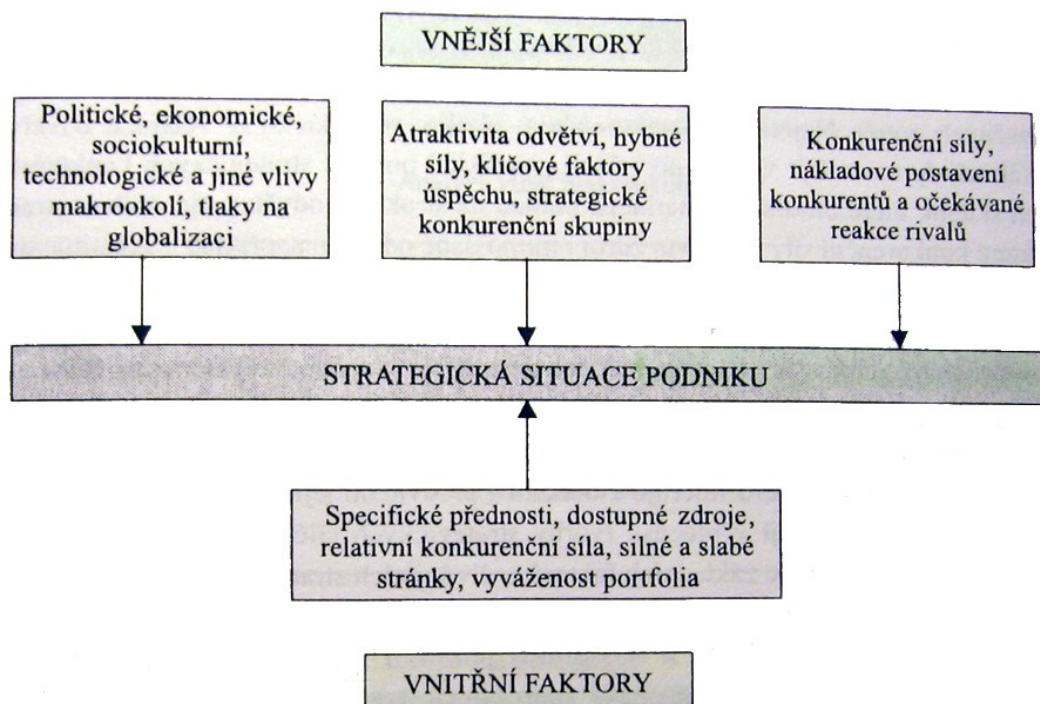 VNĚJŠÍ FAKTORY
Politické, ekonomické,
sociokulturní,
technologické a jiné vlivy
makrookolí, tlaky na
globalizaci
Atraktivita odvětví, hybné
síly, klíčové faktory
úspěchu, strategické
konkurenční skupiny
Konkurenční síly,
nákladové postavení
konkurentů a očekávané
reakce rivalů
STRATEGICKÁ SITUACE PODNIKU
Specifické přednosti, dostupné zdroje,
relativní konkurenční síla, silné a slabé
stránky, vyváženost portfolia
VNITŘNÍ FAKTORY